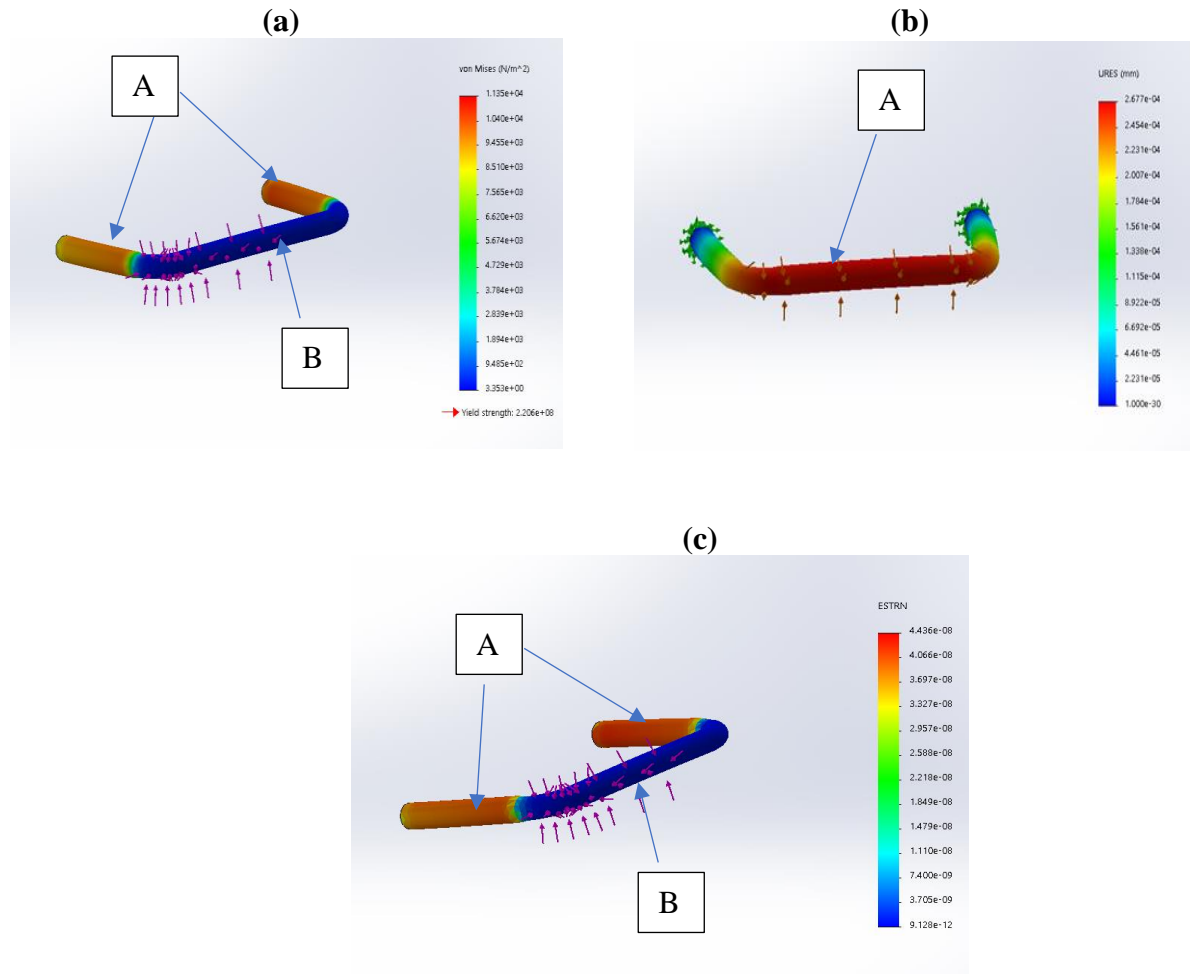 (a)
A
B
von Mises (N/m^2)
1.135e+04
1.040e+04
9.455e+03
8.510e+03
7.565e+03
6.620e+03
5.674e+03
4.729e+03
3.784e+03
2.839e+03
1.894e+03
9.485e+02
3.353e+00
Yield strength: 2.206e+08
(b)
A
URES (mm)
2.677e-04
2.454e-04
2.231e-04
2.007e-04
1.784e-04
1.561e-04
1.338e-04
1.115e-04
8.922e-05
6.692e-05
4.461e-05
2.231e-05
1.000e-30
(c)
A
B
ESTRN
4.436e-08
4.066e-08
3.697e-08
3.327e-08
2.957e-08
2.588e-08
2.218e-08
1.849e-08
1.479e-08
1.110e-08
7.400e-09
3.705e-09
9.128e-12